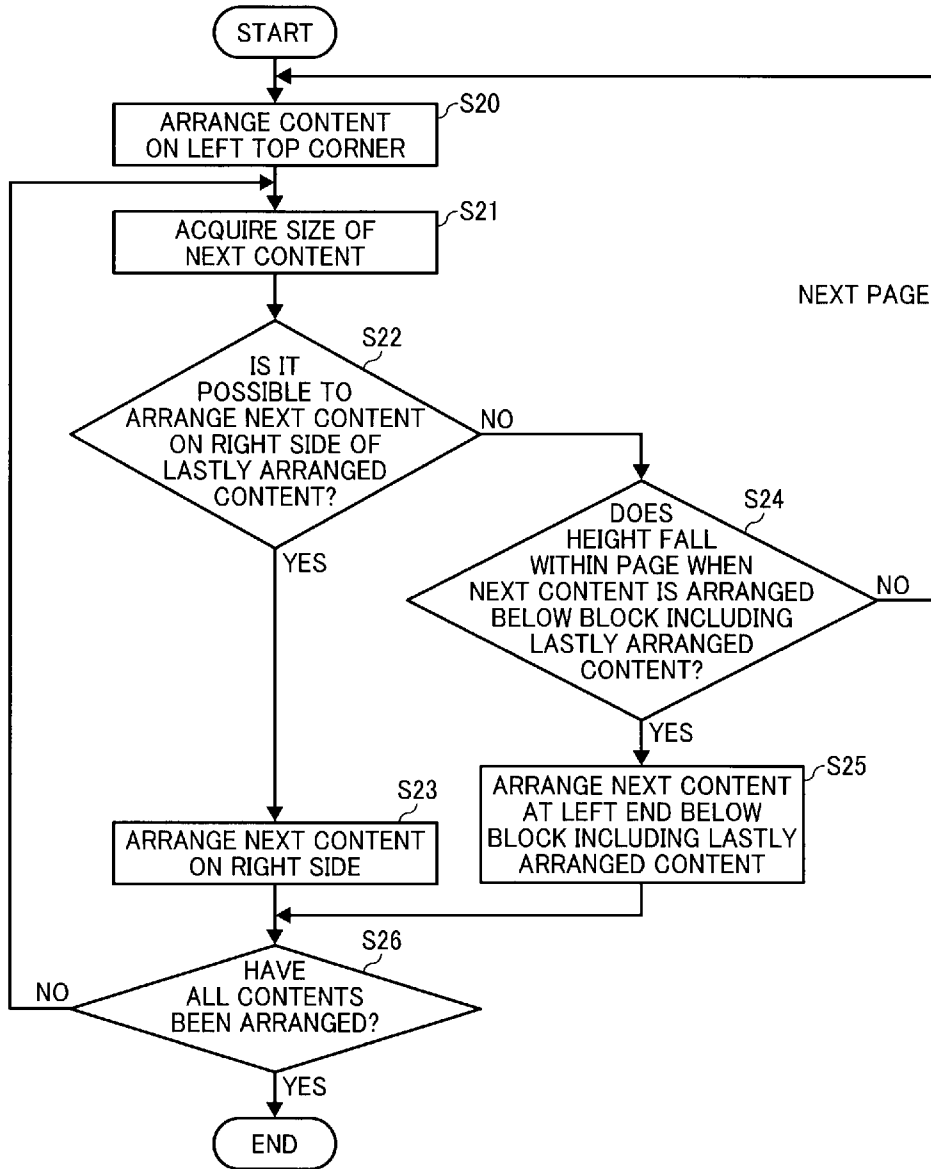 START
S20
ARRANGE CONTENT
ON LEFT TOP CORNER
S21
ACQUIRE SIZE OF
NEXT CONTENT
NEXT PAGE
S22
IS IT
POSSIBLE TO
ARRANGE NEXT CONTENT
ON RIGHT SIDE OF
LASTLY ARRANGED
CONTENT?
NO
YES
S24
DOES
HEIGHT FALL
WITHIN PAGE WHEN
NEXT CONTENT IS ARRANGED
BELOW BLOCK INCLUDING
LASTLY ARRANGED
CONTENT?
NO
YES
S23
ARRANGE NEXT CONTENT
ON RIGHT SIDE
S25
ARRANGE NEXT CONTENT
AT LEFT END BELOW
BLOCK INCLUDING LASTLY
ARRANGED CONTENT
S26
HAVE
ALL CONTENTS
BEEN ARRANGED?
NO
YES
END